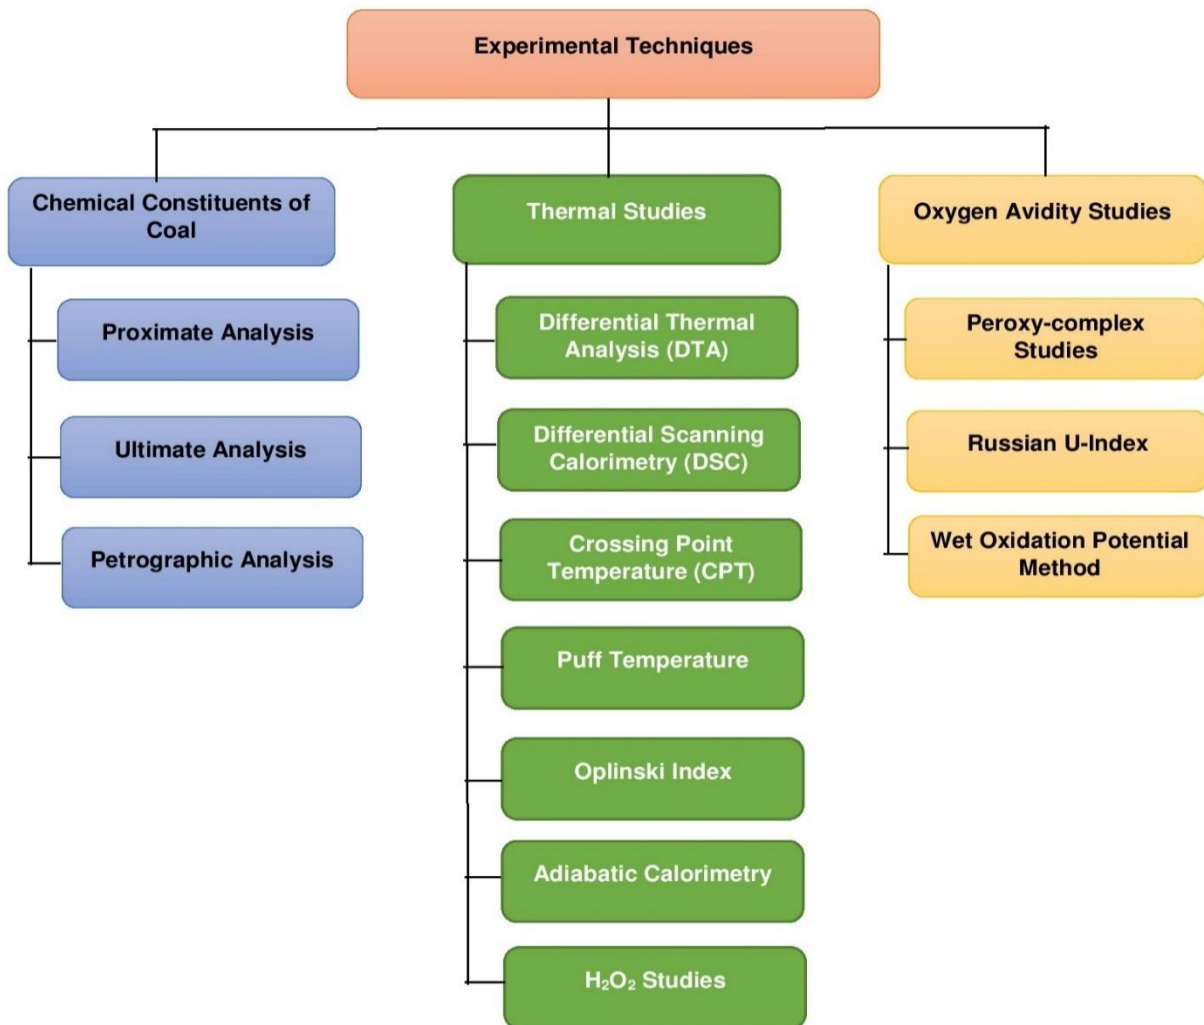 Experimental Techniques
Chemical Constituents of
Coal
Proximate Analysis
Ultimate Analysis
Petrographic Analysis
Thermal Studies
Differential Thermal
Analysis (DTA)
Differential Scanning
Calorimetry (DSC)
Crossing Point
Temperature (CPT)
Puff Temperature
Oplinski Index
Adiabatic Calorimetry
H₂O₂ Studies
Oxygen Avidity Studies
Peroxy-complex
Studies
Russian U-Index
Wet Oxidation Potential
Method